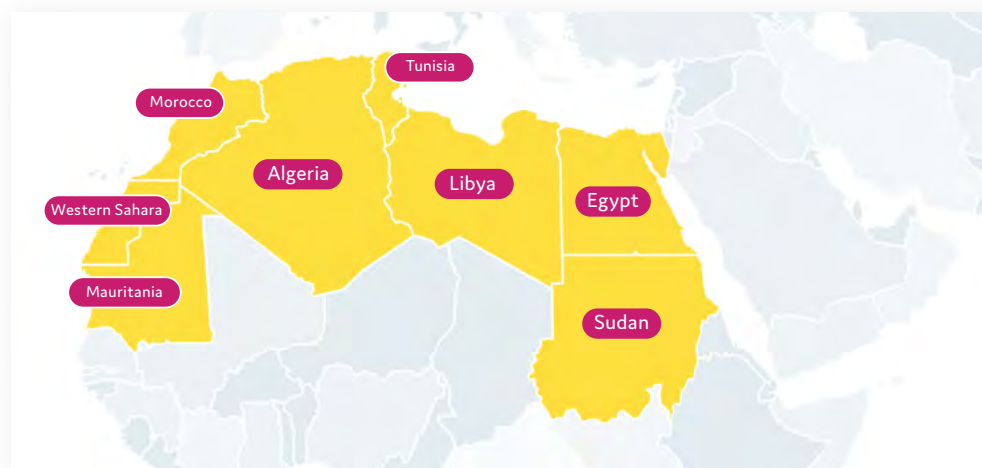 Tunisia
Morocco
Algeria
Libya
Egypt
Western Sahara
Mauritania
Sudan